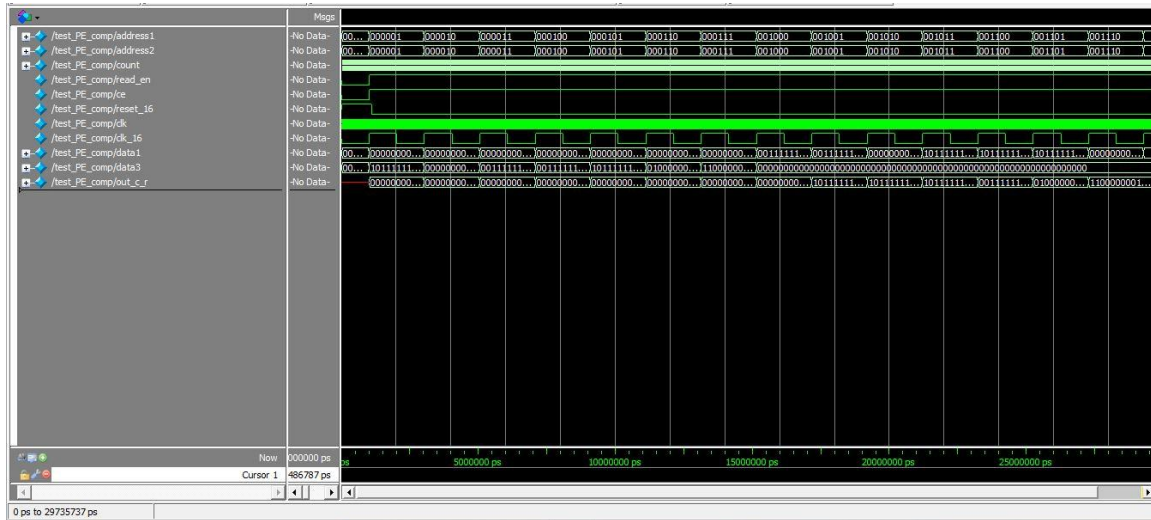 Msgs
/test_PE_comp/address1 -No Data- 00... 000001 000010 000011 000100 000101 000110 000111 001000 001001 001010 001011 001100 001101 001110
/test_PE_comp/address2 -No Data- 00... 000001 000010 000011 000100 000101 000110 000111 001000 001001 001010 001011 001100 001101 001110
/test_PE_comp/count -No Data-
/test_PE_comp/read_en -No Data-
/test_PE_comp/ce -No Data-
/test_PE_comp/reset_16 -No Data-
/test_PE_comp/clk -No Data-
/test_PE_comp/clk_16 -No Data-
/test_PE_comp/data1 -No Data- 00... 00000000... 00000000... 00000000... 00000000... 00000000... 00000000... 00000000... 00111111... 00111111... 00000000... 10111111... 10111111... 10111111... 00000000...
/test_PE_comp/data3 -No Data- 00... 10111111... 00111111... 00111111... 10111111... 01000000... 11000000...
/test_PE_comp/out_c_r -No Data- 00000000... 00000000... 00000000... 00000000... 00000000... 00000000... 00000000... 00000000... 10111111... 10111111... 10111111... 00111111... 01000000... 1100000001...
Now 000000 ps ps 5000000 ps 10000000 ps 15000000 ps 20000000 ps 25000000 ps
Cursor 1 486787 ps
0 ps to 29735737 ps